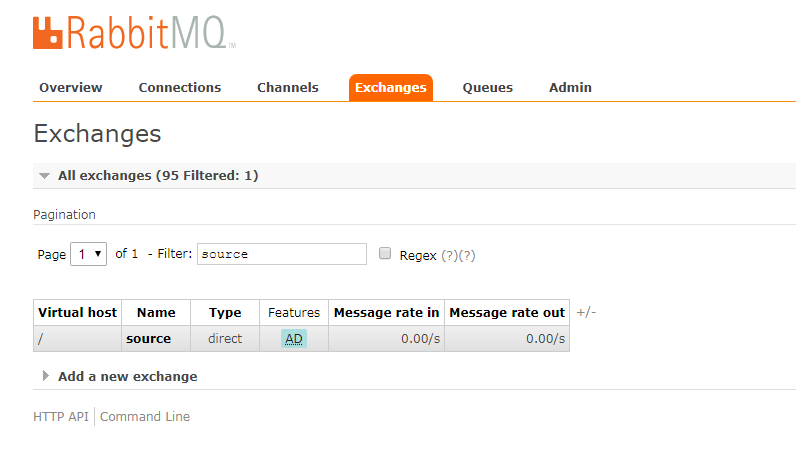 RabbitMQ™
Overview Connections Channels Exchanges Queues Admin
Exchanges
All exchanges (95 Filtered: 1)
Pagination
Page 1 of 1 - Filter: source Regex (?)(?)
Virtual host Name Type Features Message rate in Message rate out +/-
/ source direct AD 0.00/s 0.00/s
Add a new exchange
HTTP API Command Line